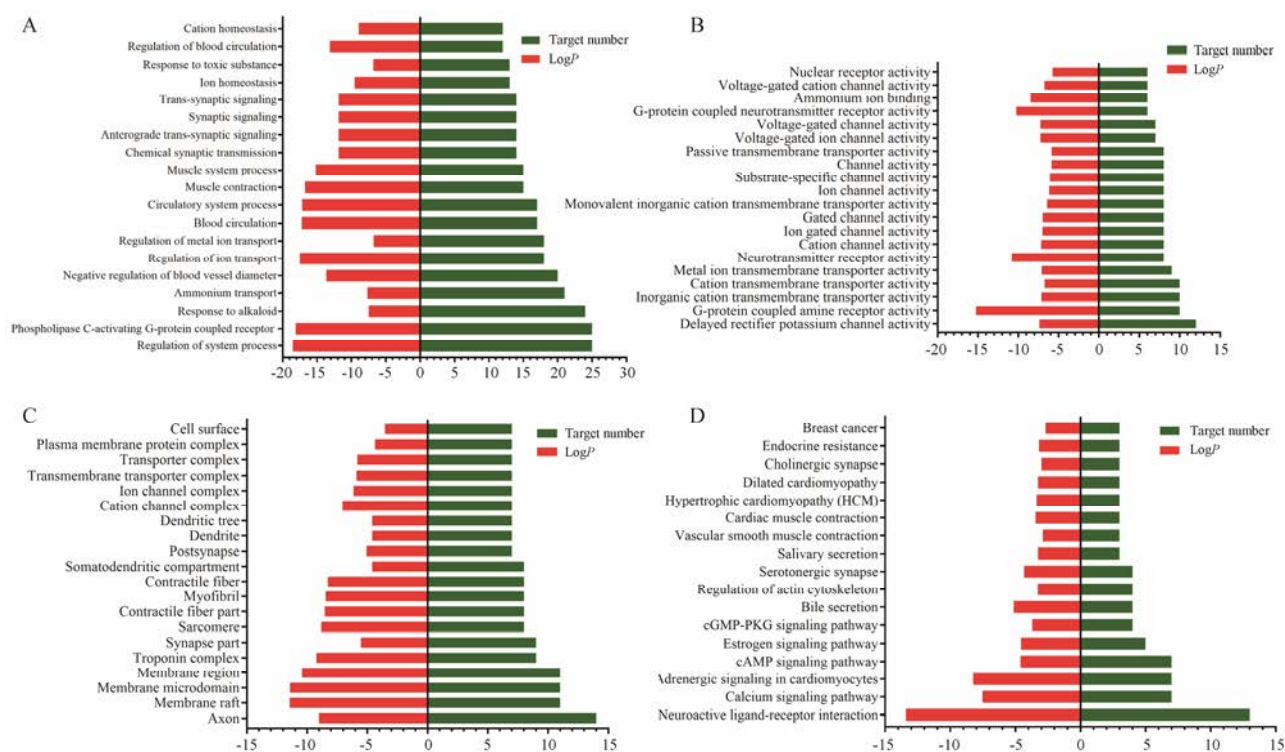 A
Cation homeostasis
Regulation of blood circulation
Response to toxic substance
Ion homeostasis
Trans-synaptic signaling
Synaptic signaling
Anterograde trans-synaptic signaling
Chemical synaptic transmission
Muscle system process
Muscle contraction
Circulatory system process
Blood circulation
Regulation of metal ion transport
Regulation of ion transport
Negative regulation of blood vessel diameter
Ammonium transport
Response to alkaloid
Phospholipase C-activating G-protein coupled receptor
Regulation of system process
Target number
LogP
-20 -15 -10 -5 0 5 10 15 20 25 30
B
Nuclear receptor activity
Voltage-gated cation channel activity
Ammonium ion binding
G-protein coupled neurotransmitter receptor activity
Voltage-gated channel activity
Voltage-gated ion channel activity
Passive transmembrane transporter activity
Channel activity
Substrate-specific channel activity
Ion channel activity
Monovalent inorganic cation transmembrane transporter activity
Gated channel activity
Ion gated channel activity
Cation channel activity
Neurotransmitter receptor activity
Metal ion transmembrane transporter activity
Cation transmembrane transporter activity
Inorganic cation transmembrane transporter activity
G-protein coupled amine receptor activity
Delayed rectifier potassium channel activity
Target number
LogP
-20 -15 -10 -5 0 5 10 15
C
Cell surface
Plasma membrane protein complex
Transporter complex
Transmembrane transporter complex
Ion channel complex
Cation channel complex
Dendritic tree
Dendrite
Postsynapse
Somatodendritic compartment
Contractile fiber
Myofibril
Contractile fiber part
Sarcomere
Synapse part
Troponin complex
Membrane region
Membrane microdomain
Membrane raft
Axon
Target number
LogP
-15 -10 -5 0 5 10 15
D
Breast cancer
Endocrine resistance
Cholinergic synapse
Dilated cardiomyopathy
Hypertrophic cardiomyopathy (HCM)
Cardiac muscle contraction
Vascular smooth muscle contraction
Salivary secretion
Serotonergic synapse
Regulation of actin cytoskeleton
Bile secretion
cGMP-PKG signaling pathway
Estrogen signaling pathway
cAMP signaling pathway
Adrenergic signaling in cardiomyocytes
Calcium signaling pathway
Neuroactive ligand-receptor interaction
Target number
LogP
-15 -10 -5 0 5 10 15